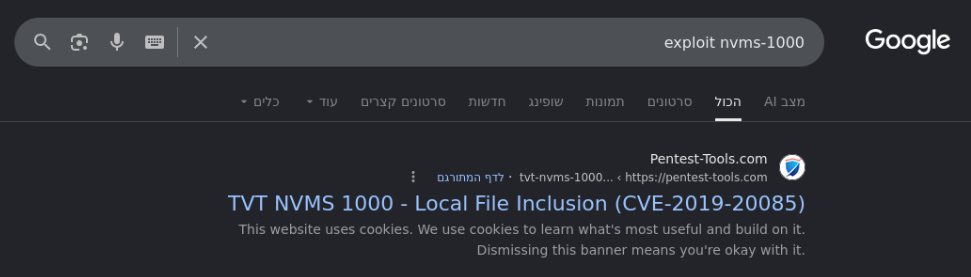 Google
exploit nvms-1000
מצב AI
הכול
סרטונים
תמונות
שופינג
חדשות
סרטונים קצרים
עוד
כלים
Pentest-Tools.com
https://pentest-tools.com › tvt-nvms-1000... · לדף המתורגם
TVT NVMS 1000 - Local File Inclusion (CVE-2019-20085)
This website uses cookies. We use cookies to learn what's most useful and build on it.
Dismissing this banner means you're okay with it.